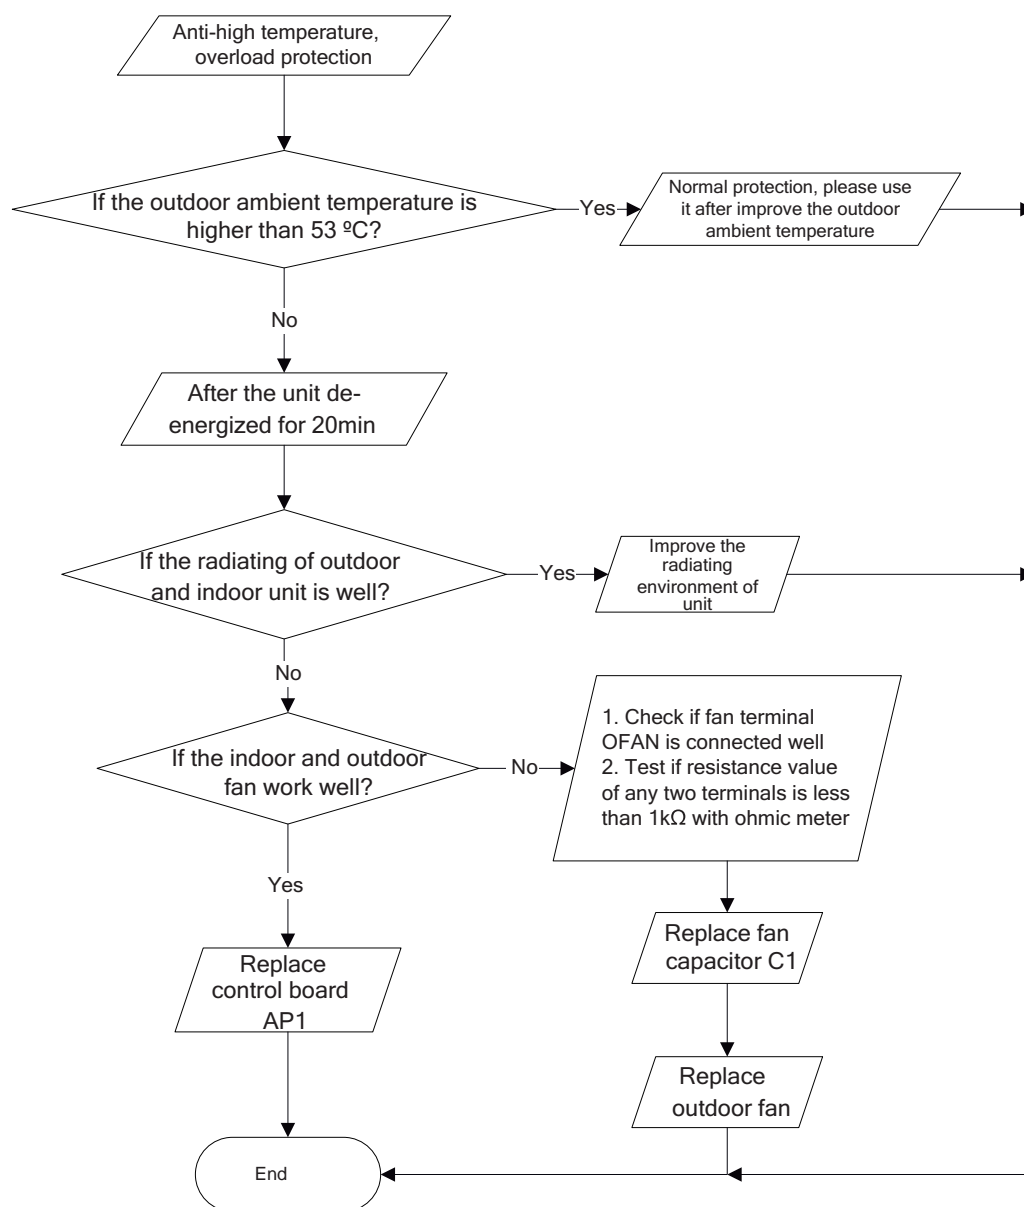 Anti-high temperature,
overload protection
If the outdoor ambient temperature is
higher than 53 ºC?
Yes
Normal protection, please use
it after improve the outdoor
ambient temperature
No
After the unit de-
energized for 20min
If the radiating of outdoor
and indoor unit is well?
Yes
Improve the
radiating
environment of
unit
No
If the indoor and outdoor
fan work well?
No
1. Check if fan terminal
OFAN is connected well
2. Test if resistance value
of any two terminals is less
than 1kΩ with ohmic meter
Yes
Replace fan
capacitor C1
Replace
control board
AP1
Replace
outdoor fan
End